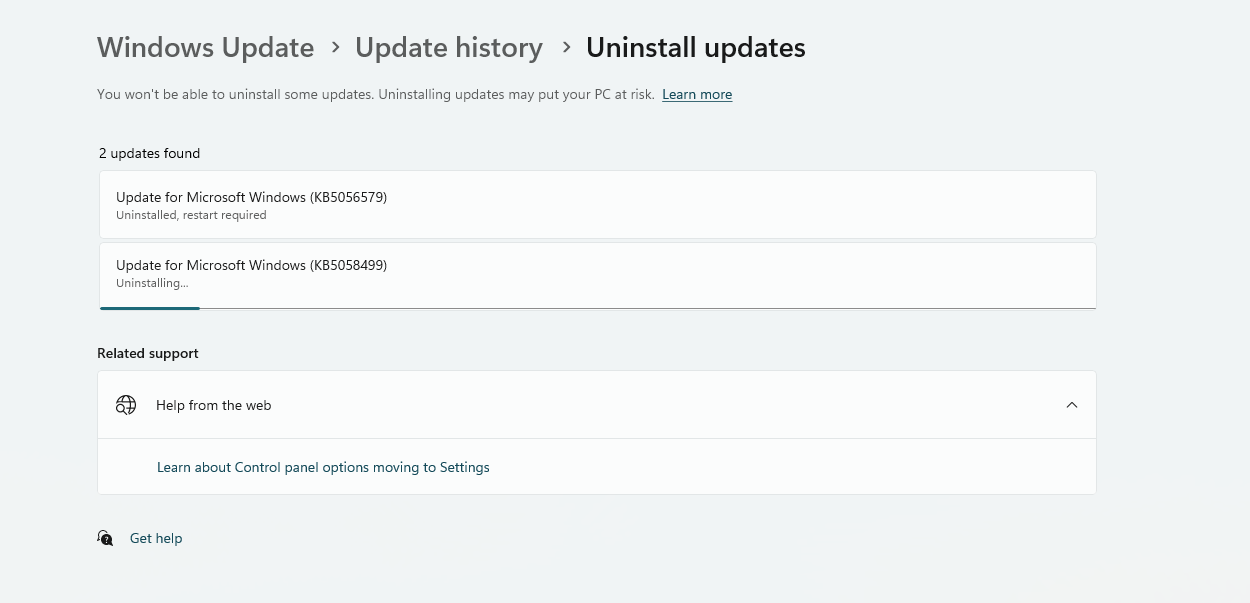 Windows Update > Update history > Uninstall updates
You won't be able to uninstall some updates. Uninstalling updates may put your PC at risk. Learn more
2 updates found
Update for Microsoft Windows (KB5056579)
Uninstalled, restart required
Update for Microsoft Windows (KB5058499)
Uninstalling...
Related support
Help from the web
Learn about Control panel options moving to Settings
Get help